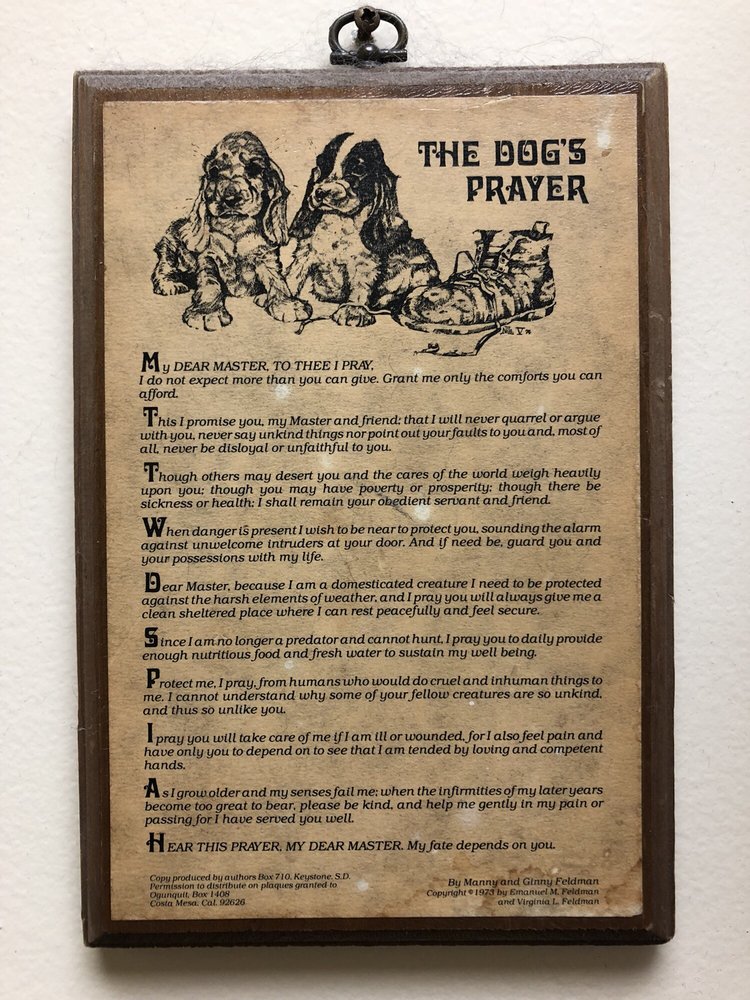 THE DOG'S
PRAYER
My DEAR MASTER, TO THEE I PRAY,
I do not expect more than you can give. Grant me only the comforts you can
afford.
This I promise you, my Master and friend: that I will never quarrel or argue
with you, never say unkind things nor point out your faults to you and, most of
all, never be disloyal or unfaithful to you.
Though others may desert you and the cares of the world weigh heavily
upon you; though you may have poverty or prosperity; though there be
sickness or health: I shall remain your obedient servant and friend.
When danger is present I wish to be near to protect you, sounding the alarm
against unwelcome intruders at your door. And if need be, guard you and
your possessions with my life.
Dear Master, because I am a domesticated creature I need to be protected
against the harsh elements of weather, and I pray you will always give me a
clean sheltered place where I can rest peacefully and feel secure.
Since I am no longer a predator and cannot hunt, I pray you to daily provide
enough nutritious food and fresh water to sustain my well being.
Protect me, I pray, from humans who would do cruel and inhuman things to
me. I cannot understand why some of your fellow creatures are so unkind,
and thus so unlike you.
I pray you will take care of me if I am ill or wounded, for I also feel pain and
have only you to depend on to see that I am tended by loving and competent
hands.
As I grow older and my senses fail me; when the infirmities of my later years
become too great to bear, please be kind, and help me gently in my pain or
passing for I have served you well.
HEAR THIS PRAYER, MY DEAR MASTER. My fate depends on you.
Copy produced by authors Box 710, Keystone, S.D.
Permission to distribute on plaques granted to
Ogunquit, Box 1408
Costa Mesa, Cal. 92626
By Manny and Ginny Feldman
Copyright © 1973 by Emanuel M. Feldman
and Virginia L. Feldman